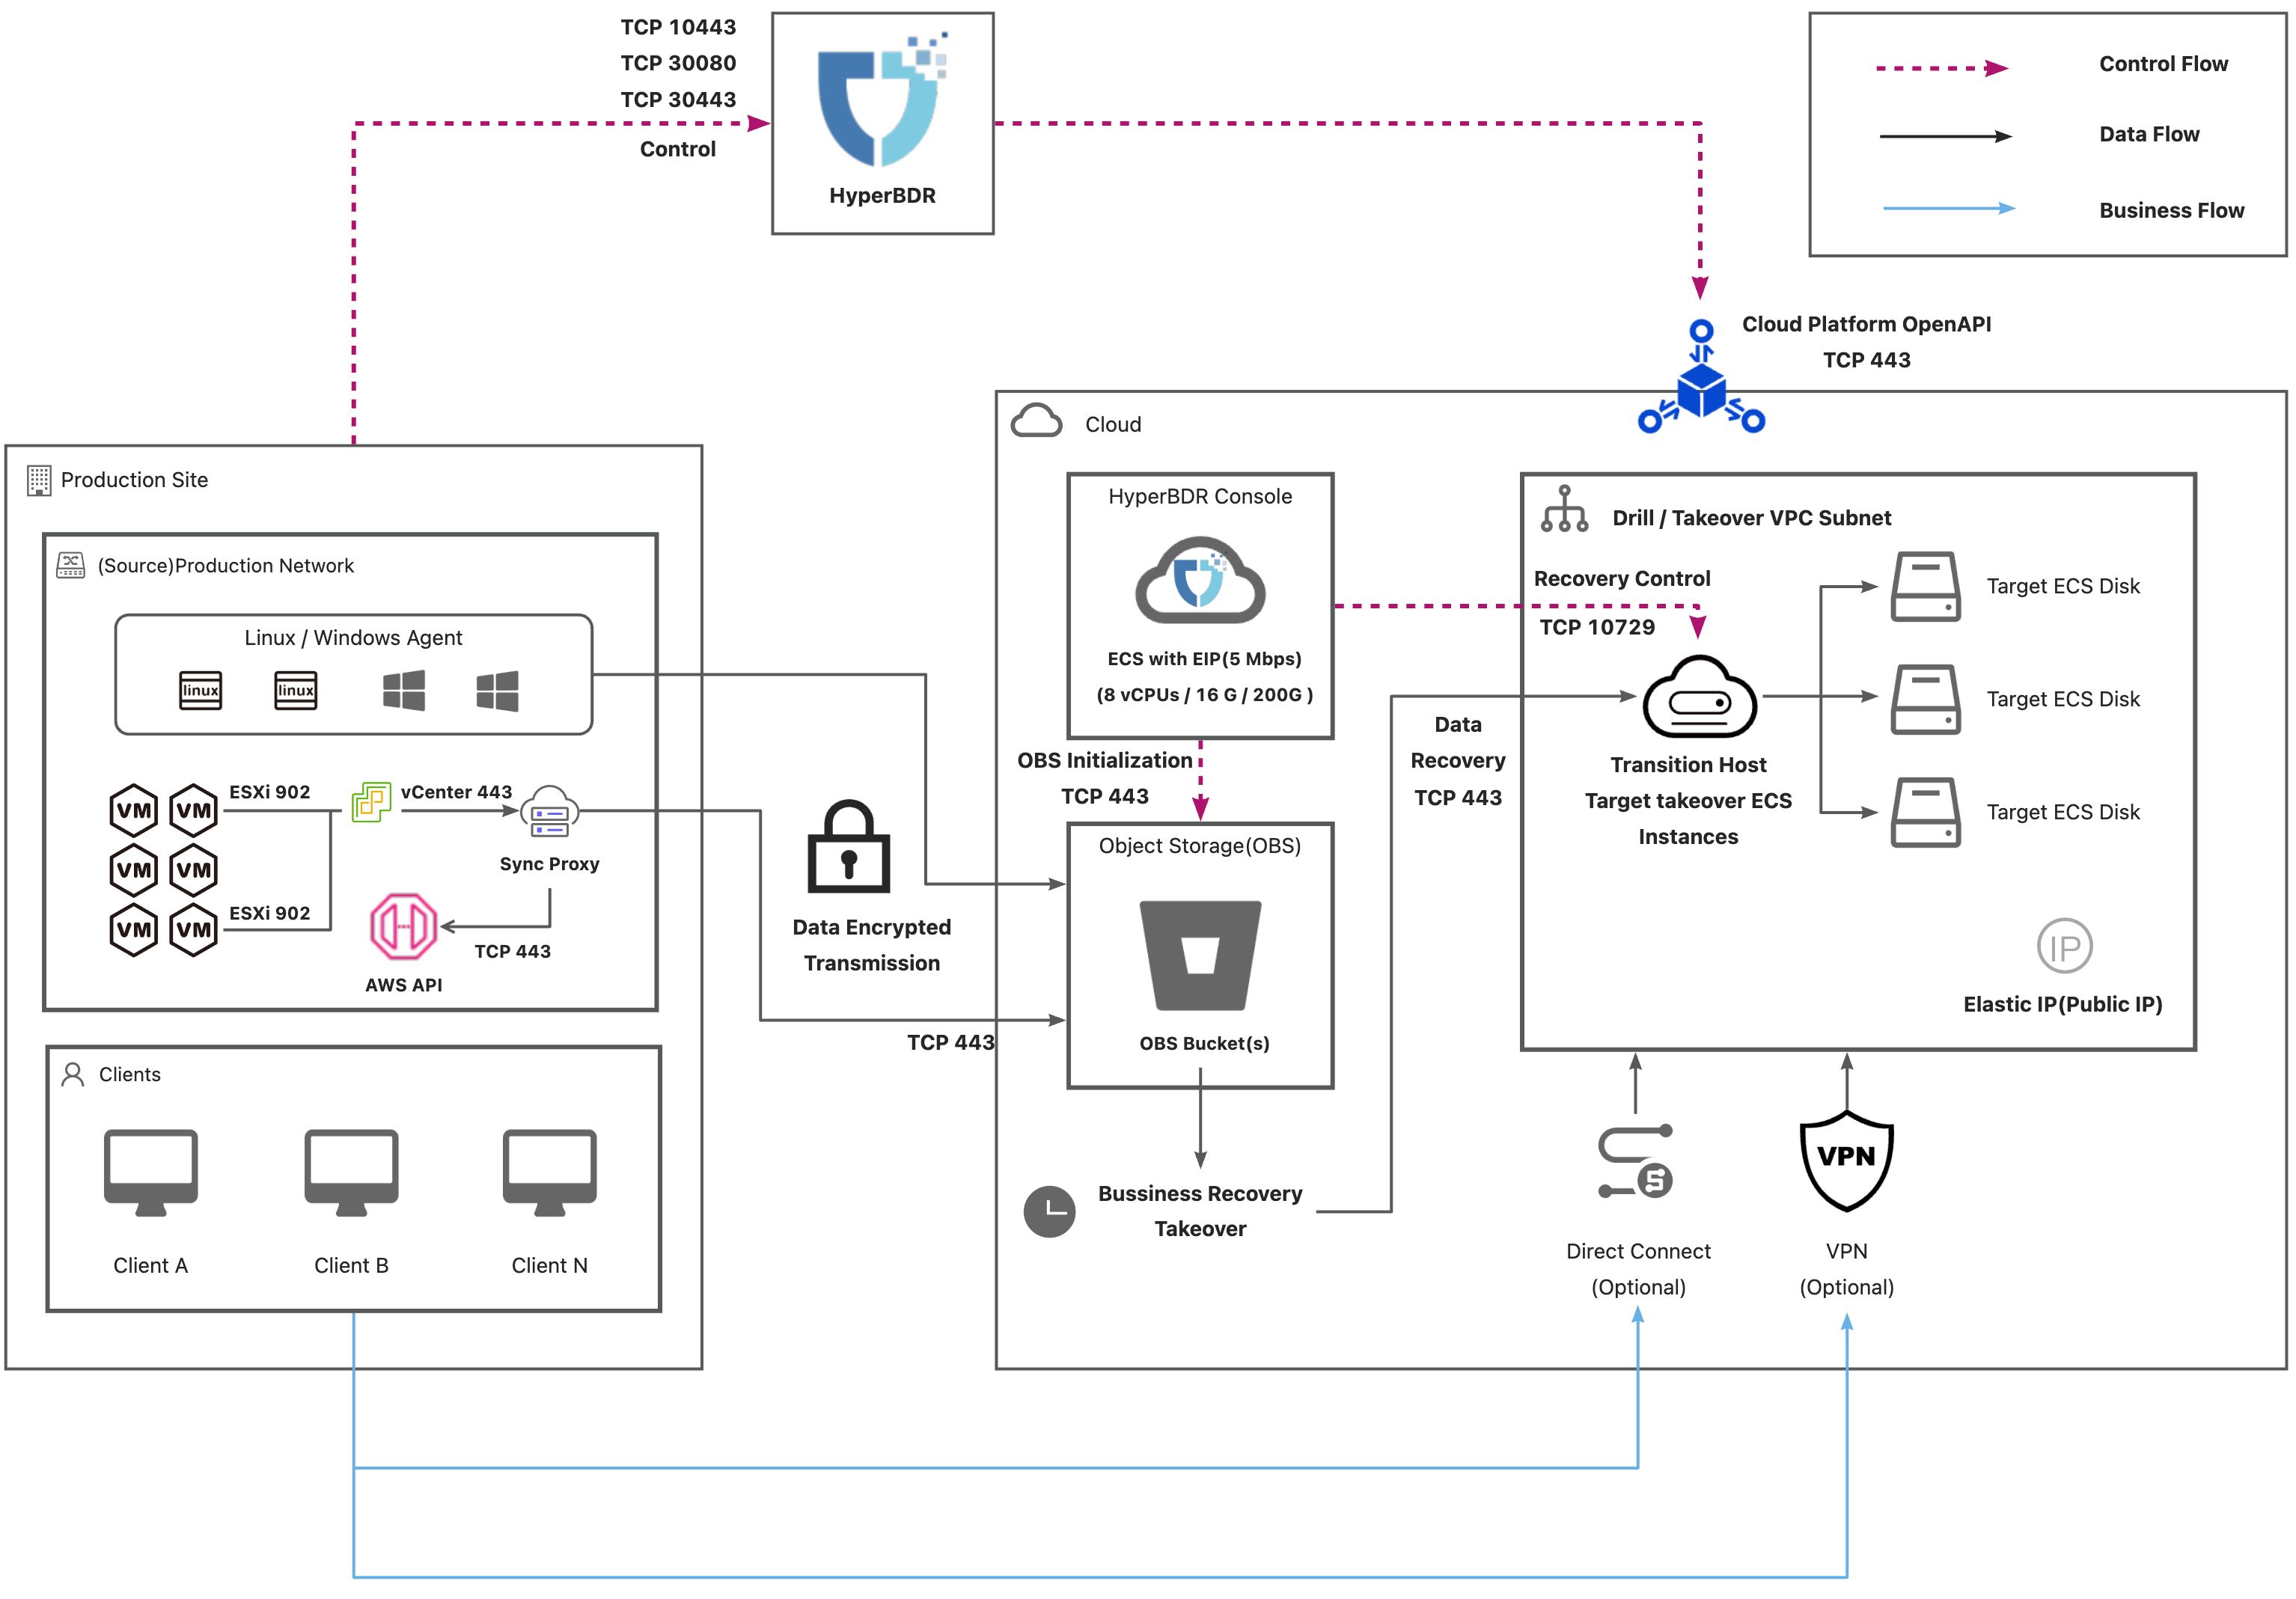 TCP 10443
TCP 30080
TCP 30443
Control
HyperBDR
Control Flow
Data Flow
Business Flow
Cloud Platform OpenAPI
TCP 443
Production Site
(Source)Production Network
Linux / Windows Agent
linux
linux
VM
VM
VM
VM
VM
VM
ESXi 902
ESXi 902
vCenter 443
Sync Proxy
TCP 443
AWS API
Clients
Client A
Client B
Client N
Data Encrypted
Transmission
TCP 443
Cloud
HyperBDR Console
ECS with EIP(5 Mbps)
(8 vCPUs / 16 G / 200G )
OBS Initialization
TCP 443
Object Storage(OBS)
OBS Bucket(s)
Bussiness Recovery
Takeover
Data
Recovery
TCP 443
Drill / Takeover VPC Subnet
Recovery Control
TCP 10729
Transition Host
Target takeover ECS
Instances
Target ECS Disk
Target ECS Disk
Target ECS Disk
IP
Elastic IP(Public IP)
Direct Connect
(Optional)
VPN
VPN
(Optional)